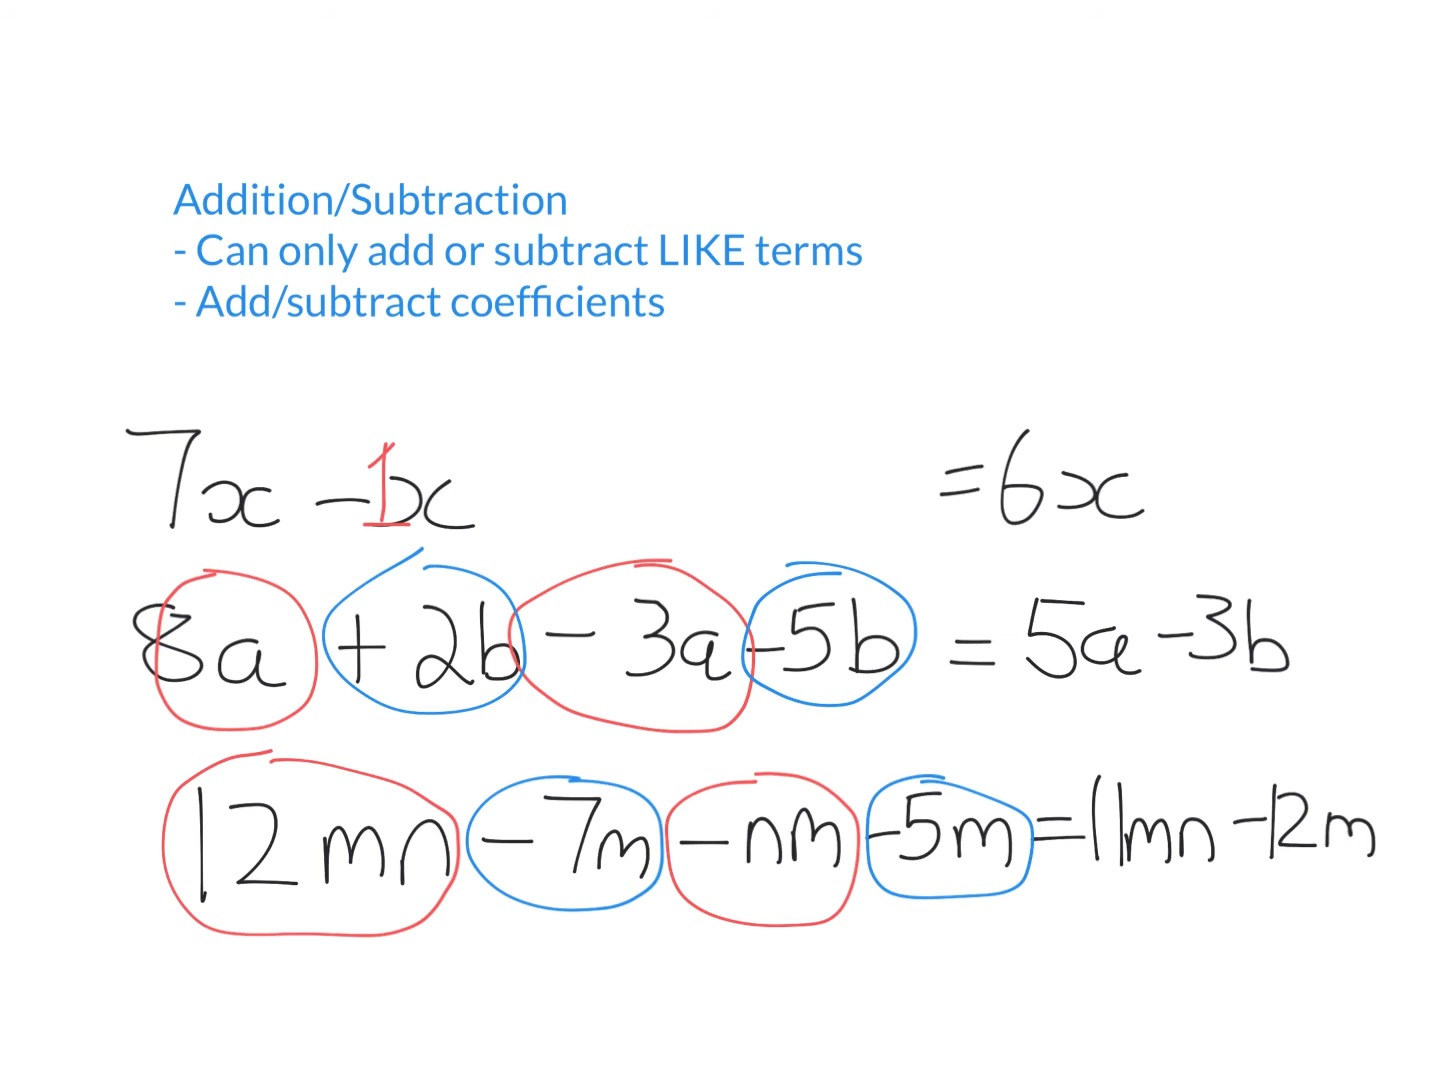 Addition/Subtraction
- Can only add or subtract LIKE terms
- Add/subtract coefficients
7x - 1x = 6x
8a + 2b - 3a - 5b = 5a - 3b
12mn - 7m - nm - 5m = 11mn - 12m